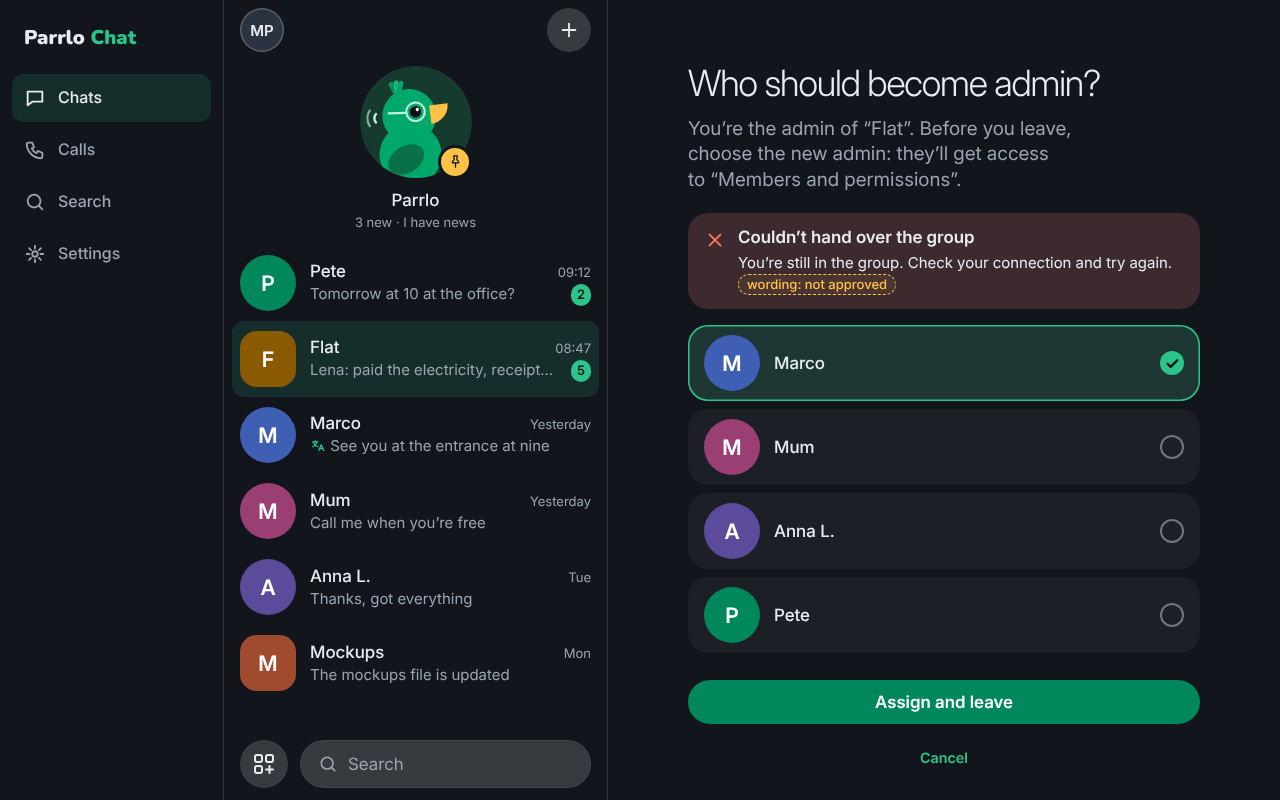 Parrlo Chat
Chats
Calls
Search
Settings
MP
Parrlo
3 new · I have news
P
Pete
09:12
Tomorrow at 10 at the office?
2
F
Flat
08:47
Lena: paid the electricity, receipt...
5
M
Marco
Yesterday
See you at the entrance at nine
M
Mum
Yesterday
Call me when you’re free
A
Anna L.
Tue
Thanks, got everything
M
Mockups
Mon
The mockups file is updated
Search
Who should become admin?
You’re the admin of “Flat”. Before you leave,
choose the new admin: they’ll get access
to “Members and permissions”.
Couldn’t hand over the group
You’re still in the group. Check your connection and try again.
wording: not approved
M
Marco
M
Mum
A
Anna L.
P
Pete
Assign and leave
Cancel